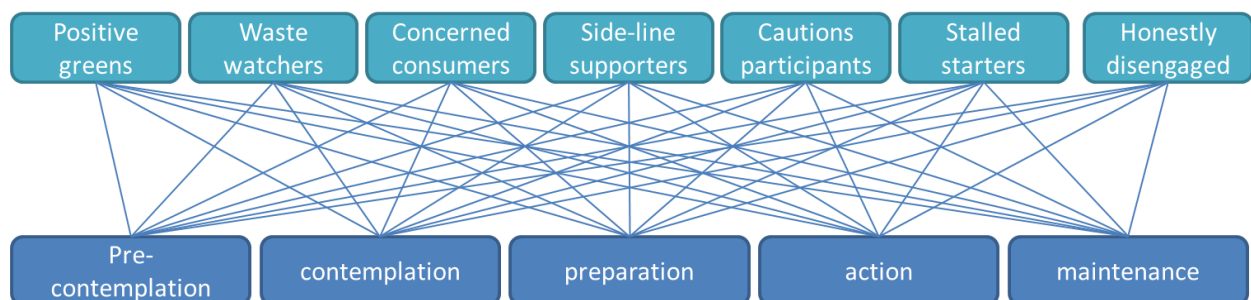 Positive
greens
Waste
watchers
Concerned
consumers
Side-line
supporters
Cautions
participants
Stalled
starters
Honestly
disengaged
Pre-
contemplation
contemplation
preparation
action
maintenance